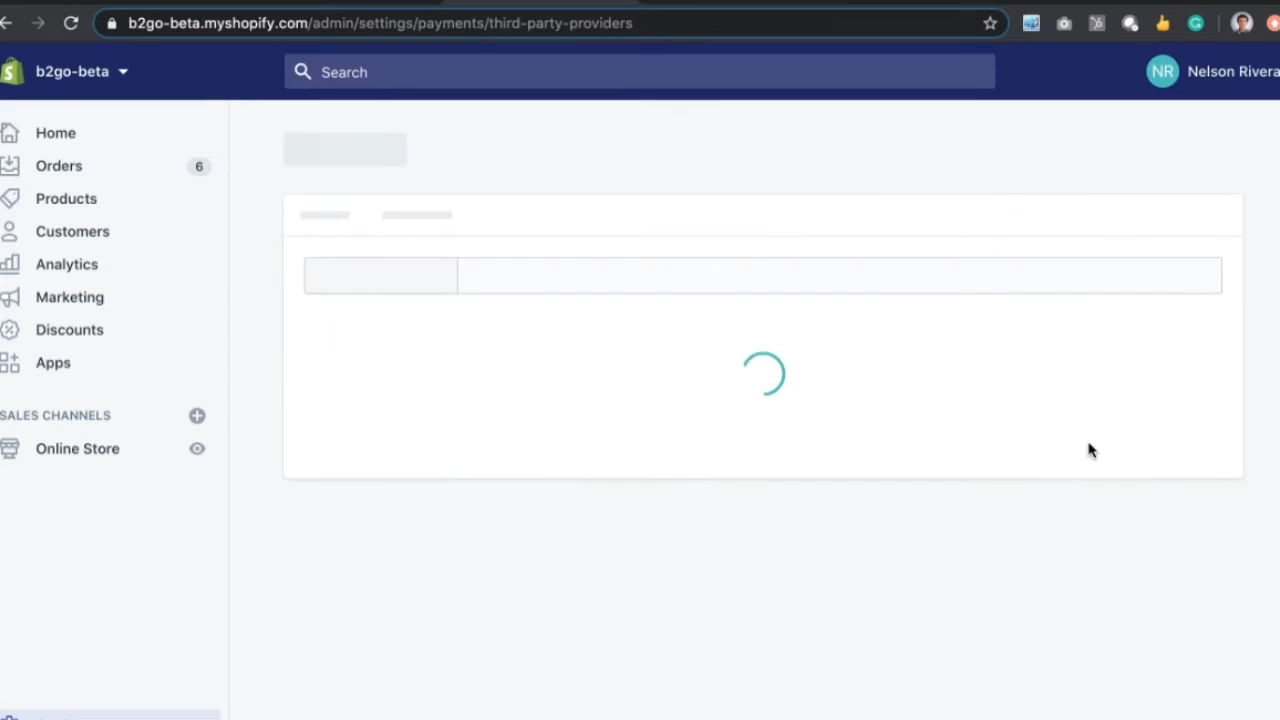 b2go-beta.myshopify.com/admin/settings/payments/third-party-providers
b2go-beta
Search
NR
Nelson Rivera
Home
Orders
6
Products
Customers
Analytics
Marketing
Discounts
Apps
SALES CHANNELS
Online Store